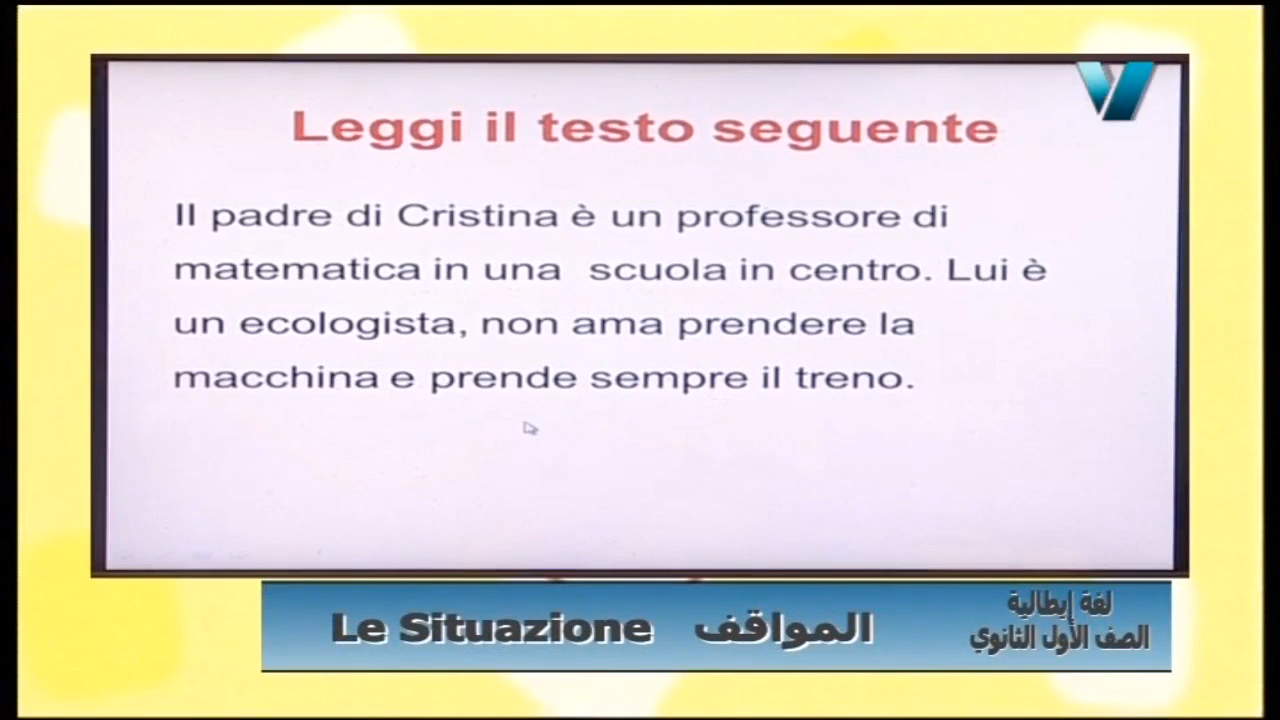 Leggi il testo seguente
Il padre di Cristina è un professore di
matematica in una scuola in centro. Lui è
un ecologista, non ama prendere la
macchina e prende sempre il treno.
Le Situazione المواقف
لغة إيطالية
الصف الأول الثانوي